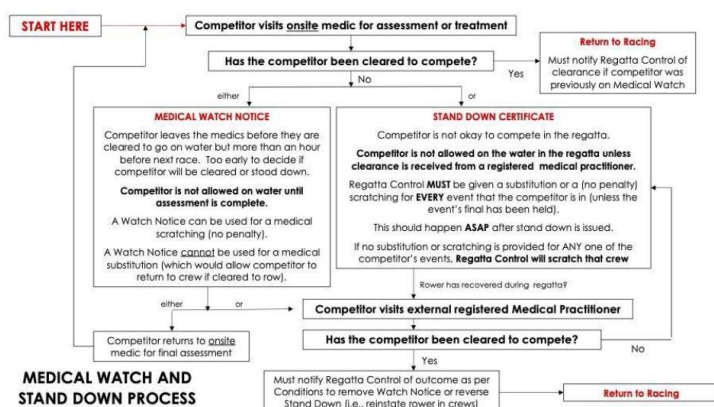 START HERE
Competitor visits onsite medic for assessment or treatment
Has the competitor been cleared to compete?
Yes
No
Return to Racing
Must notify Regatta Control of
clearance if competitor was
previously on Medical Watch
either
or
MEDICAL WATCH NOTICE
Competitor leaves the medics before they are
cleared to go on water but more than an hour
before next race. Too early to decide if
competitor will be cleared or stood down.
Competitor is not allowed on water until
assessment is complete.
A Watch Notice can be used for a medical
scratching (no penalty).
A Watch Notice cannot be used for a medical
substitution (which would allow competitor to
return to crew if cleared to row).
STAND DOWN CERTIFICATE
Competitor is not okay to compete in the regatta.
Competitor is not allowed on the water in the regatta unless
clearance is received from a registered medical practitioner.
Regatta Control MUST be given a substitution or a (no penalty)
scratching for EVERY event that the competitor is in (unless the
event's final has been held).
This should happen ASAP after stand down is issued.
If no substitution or scratching is provided for ANY one of the
competitor's events, Regatta Control will scratch that crew
Rower has recovered during regatta?
either
or
Competitor visits external registered Medical Practitioner
Competitor returns to onsite
medic for final assessment
Has the competitor been cleared to compete?
No
Yes
MEDICAL WATCH AND
STAND DOWN PROCESS
Must notify Regatta Control of outcome as per
Conditions to remove Watch Notice or reverse
Stand Down (i.e., reinstate rower in crews)
Return to Racing